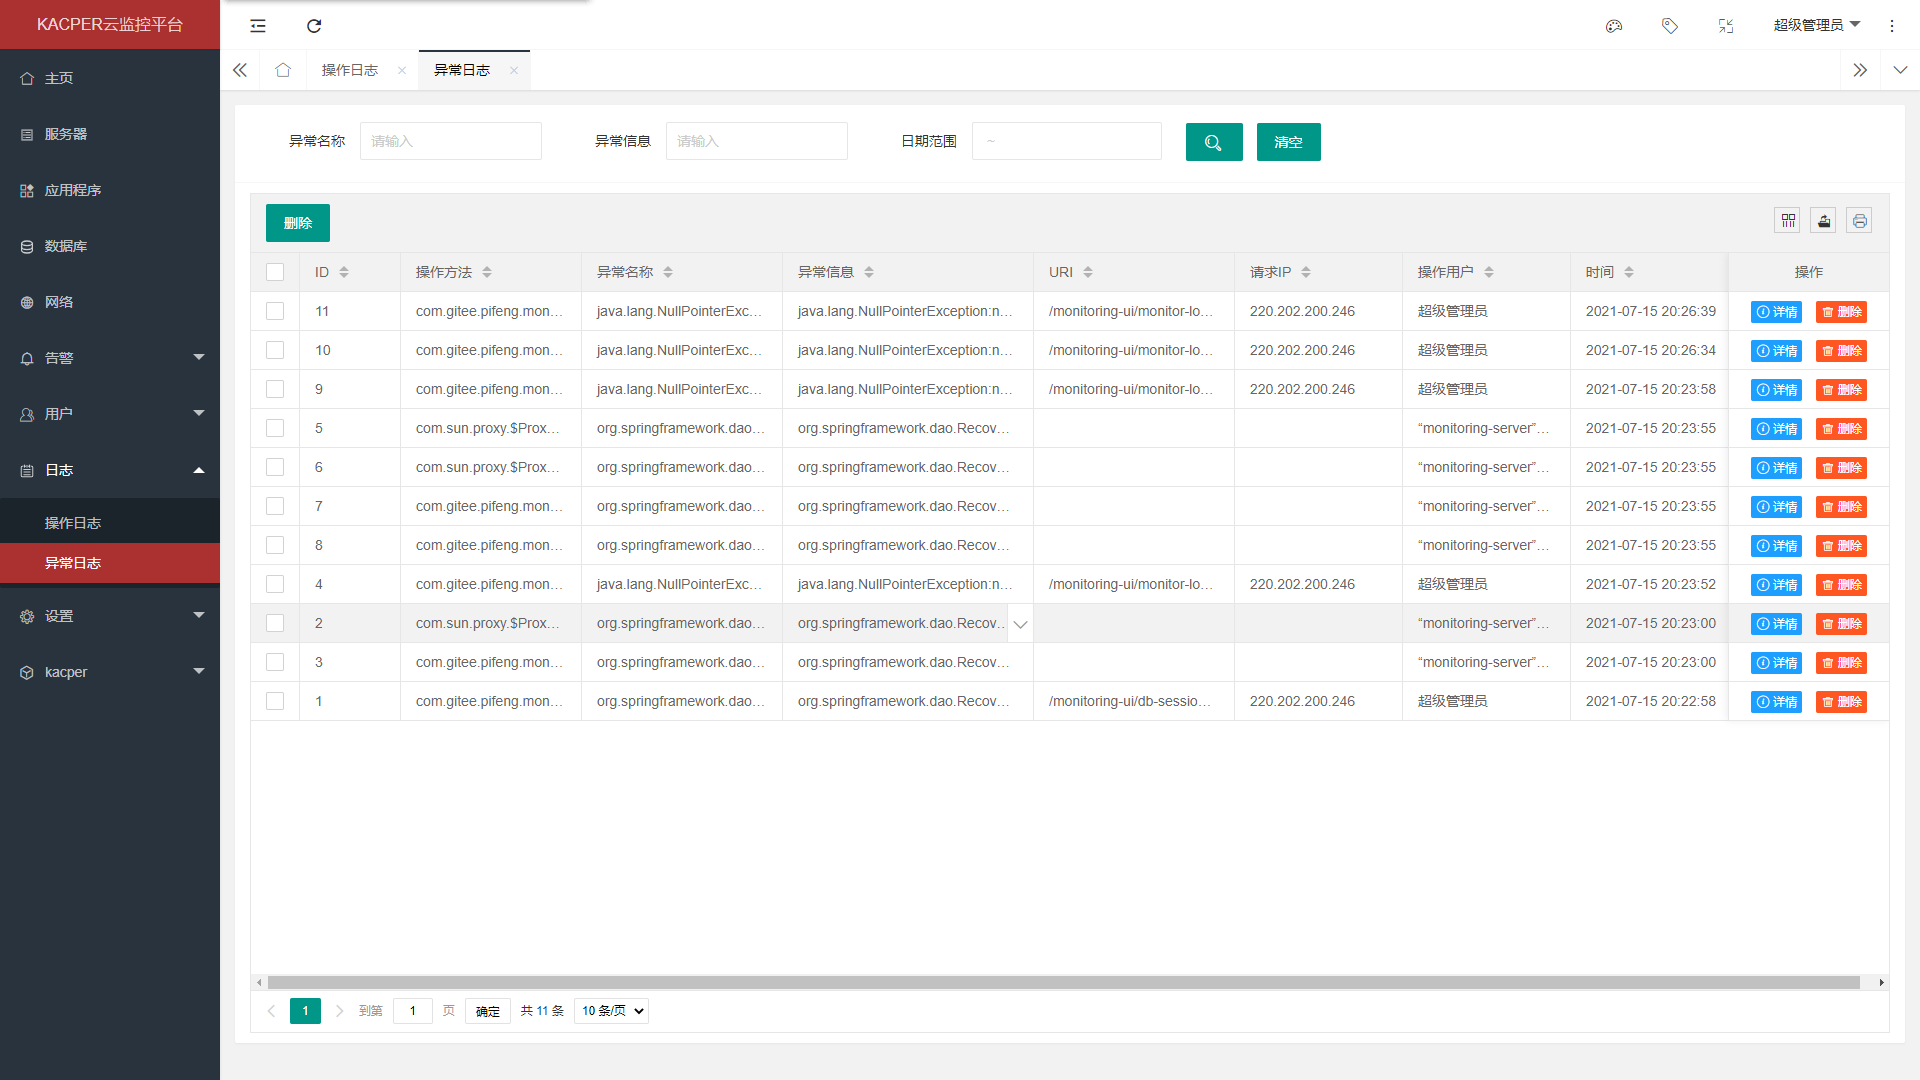 KACPER云监控平台
超级管理员
主页
服务器
应用程序
数据库
网络
告警
用户
日志
操作日志
异常日志
设置
kacper
操作日志
异常日志
异常名称 请输入 异常信息 请输入 日期范围 ~ 清空
删除
ID 操作方法 异常名称 异常信息 URI 请求IP 操作用户 时间 操作
11 com.gitee.pifeng.mon... java.lang.NullPointerExc... java.lang.NullPointerException:n... /monitoring-ui/monitor-lo... 220.202.200.246 超级管理员 2021-07-15 20:26:39 详情 删除
10 com.gitee.pifeng.mon... java.lang.NullPointerExc... java.lang.NullPointerException:n... /monitoring-ui/monitor-lo... 220.202.200.246 超级管理员 2021-07-15 20:26:34 详情 删除
9 com.gitee.pifeng.mon... java.lang.NullPointerExc... java.lang.NullPointerException:n... /monitoring-ui/monitor-lo... 220.202.200.246 超级管理员 2021-07-15 20:23:58 详情 删除
5 com.sun.proxy.$Prox... org.springframework.dao... org.springframework.dao.Recov... “monitoring-server”... 2021-07-15 20:23:55 详情 删除
6 com.sun.proxy.$Prox... org.springframework.dao... org.springframework.dao.Recov... “monitoring-server”... 2021-07-15 20:23:55 详情 删除
7 com.gitee.pifeng.mon... org.springframework.dao... org.springframework.dao.Recov... “monitoring-server”... 2021-07-15 20:23:55 详情 删除
8 com.gitee.pifeng.mon... org.springframework.dao... org.springframework.dao.Recov... “monitoring-server”... 2021-07-15 20:23:55 详情 删除
4 com.gitee.pifeng.mon... java.lang.NullPointerExc... java.lang.NullPointerException:n... /monitoring-ui/monitor-lo... 220.202.200.246 超级管理员 2021-07-15 20:23:52 详情 删除
2 com.sun.proxy.$Prox... org.springframework.dao... org.springframework.dao.Recov... “monitoring-server”... 2021-07-15 20:23:00 详情 删除
3 com.gitee.pifeng.mon... org.springframework.dao... org.springframework.dao.Recov... “monitoring-server”... 2021-07-15 20:23:00 详情 删除
1 com.gitee.pifeng.mon... org.springframework.dao... org.springframework.dao.Recov... /monitoring-ui/db-sessio... 220.202.200.246 超级管理员 2021-07-15 20:22:58 详情 删除
1 到第 1 页 确定 共 11 条 10 条/页